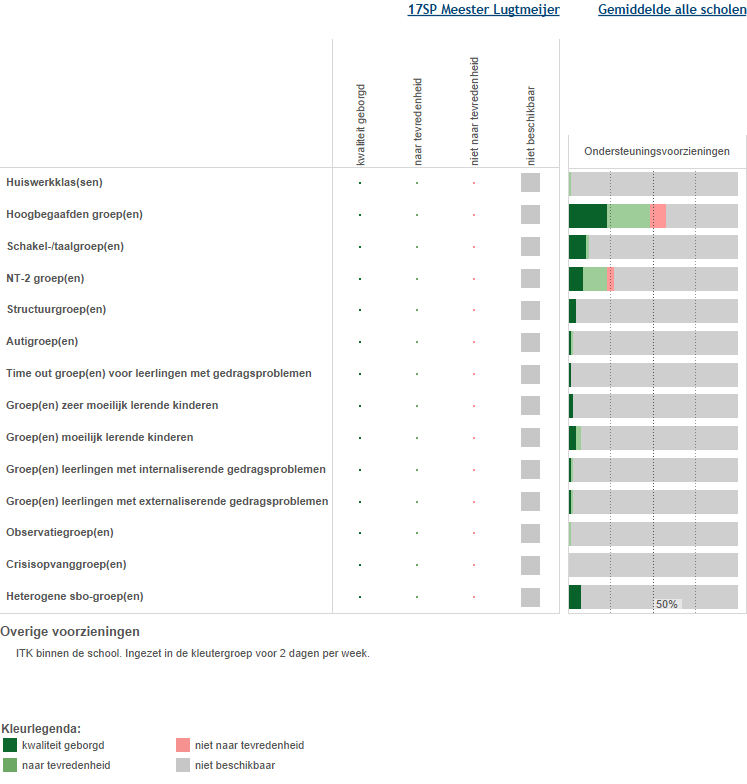 17SP Meester Lugtmeijer
Gemiddelde alle scholen
kwaliteit geborgd
naar tevredenheid
niet naar tevredenheid
niet beschikbaar
Ondersteuningsvoorzieningen
Huiswerkklas(sen)
Hoogbegaafden groep(en)
Schakel-/taalgroep(en)
NT-2 groep(en)
Structuurgroep(en)
Autigroep(en)
Time out groep(en) voor leerlingen met gedragsproblemen
Groep(en) zeer moeilijk lerende kinderen
Groep(en) moeilijk lerende kinderen
Groep(en) leerlingen met internaliserende gedragsproblemen
Groep(en) leerlingen met externaliserende gedragsproblemen
Observatiegroep(en)
Crisisopvanggroep(en)
Heterogene sbo-groep(en)
50%
Overige voorzieningen
ITK binnen de school. Ingezet in de kleutergroep voor 2 dagen per week.
Kleurlegenda:
kwaliteit geborgd
niet naar tevredenheid
naar tevredenheid
niet beschikbaar